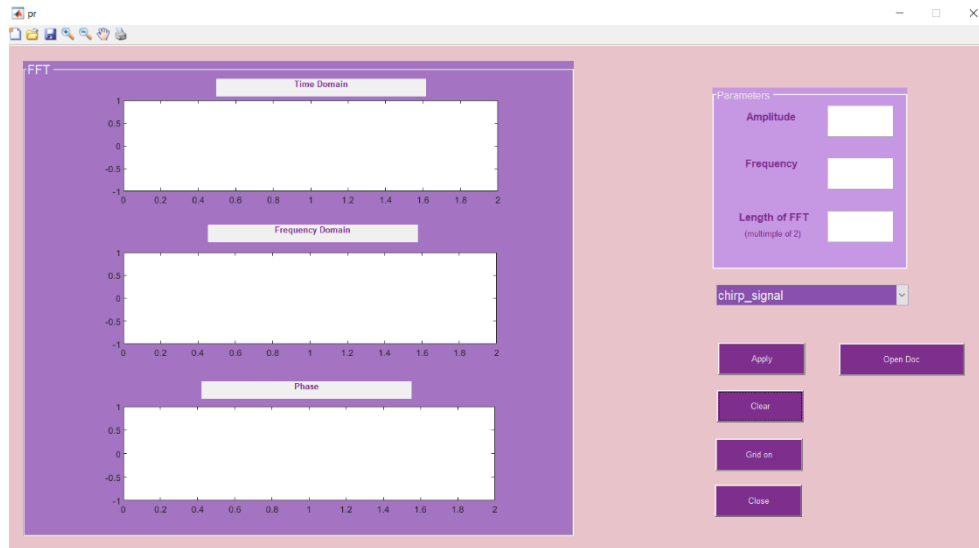 pr
FFT
Time Domain
1
0.5
0
-0.5
-1
0 0.2 0.4 0.6 0.8 1 1.2 1.4 1.6 1.8 2
Frequency Domain
1
0.5
0
-0.5
-1
0 0.2 0.4 0.6 0.8 1 1.2 1.4 1.6 1.8 2
Phase
1
0.5
0
-0.5
-1
0 0.2 0.4 0.6 0.8 1 1.2 1.4 1.6 1.8 2
Parameters
Amplitude
Frequency
Length of FFT
(multimple of 2)
chirp_signal
Apply
Open Doc
Clear
Grid on
Close